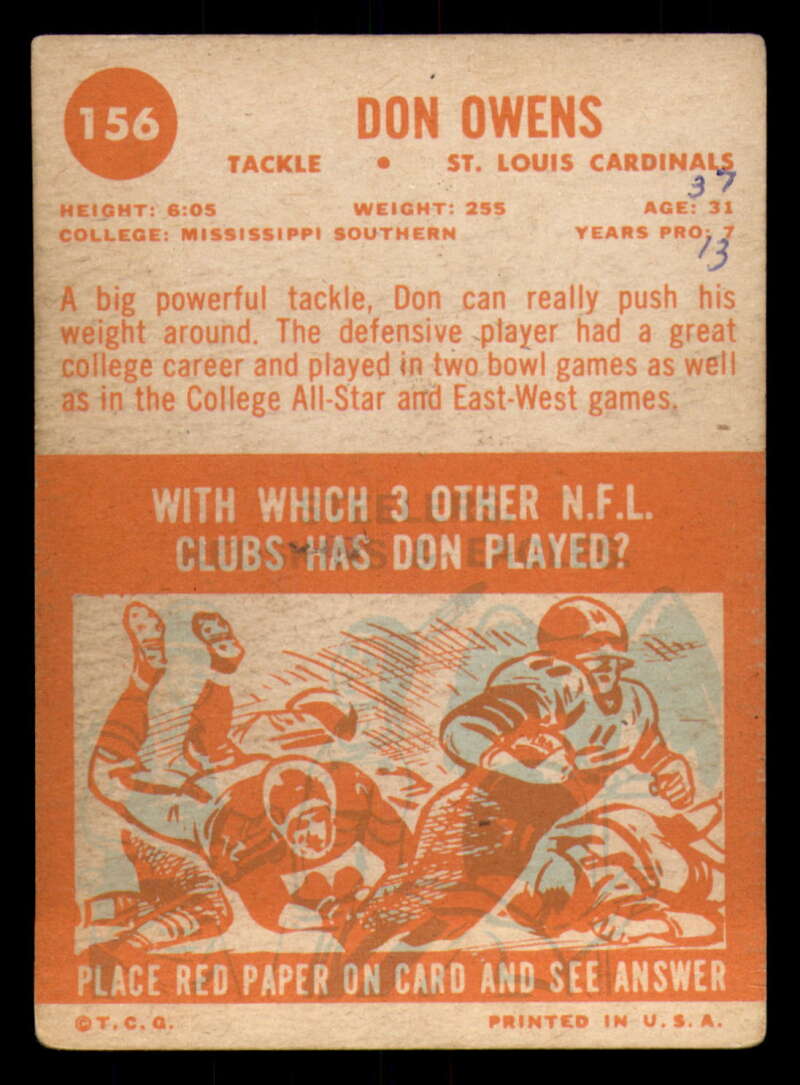 156
DON OWENS
TACKLE • ST. LOUIS CARDINALS
37
HEIGHT: 6:05 WEIGHT: 255 AGE: 31
COLLEGE: MISSISSIPPI SOUTHERN YEARS PRO: 7
13
A big powerful tackle, Don can really push his
weight around. The defensive player had a great
college career and played in two bowl games as well
as in the College All-Star and East-West games.
WITH WHICH 3 OTHER N.F.L.
CLUBS HAS DON PLAYED?
PLACE RED PAPER ON CARD AND SEE ANSWER
©T.C.G. PRINTED IN U.S.A.